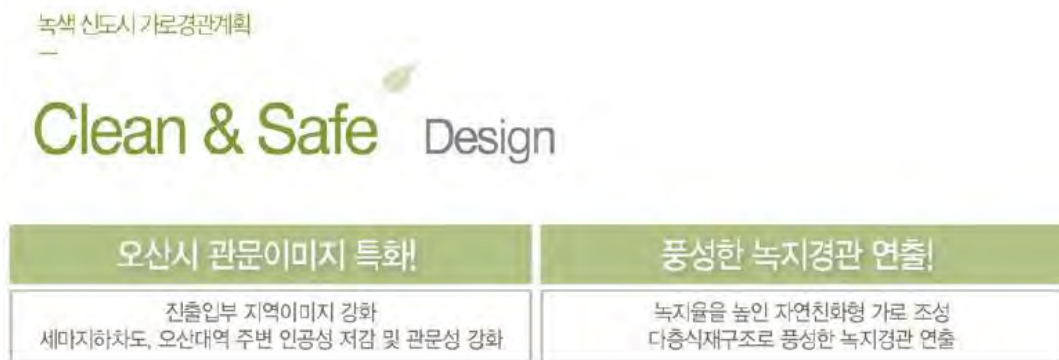 녹색 신도시 가로경관계획
Clean & Safe Design
오산시 관문이미지 특화!
진출입부 지역이미지 강화
세마지하차도, 오산대역 주변 인공성 저감 및 관문성 강화
풍성한 녹지경관 연출!
녹지율을 높인 자연친화형 가로 조성
다층식재구조로 풍성한 녹지경관 연출